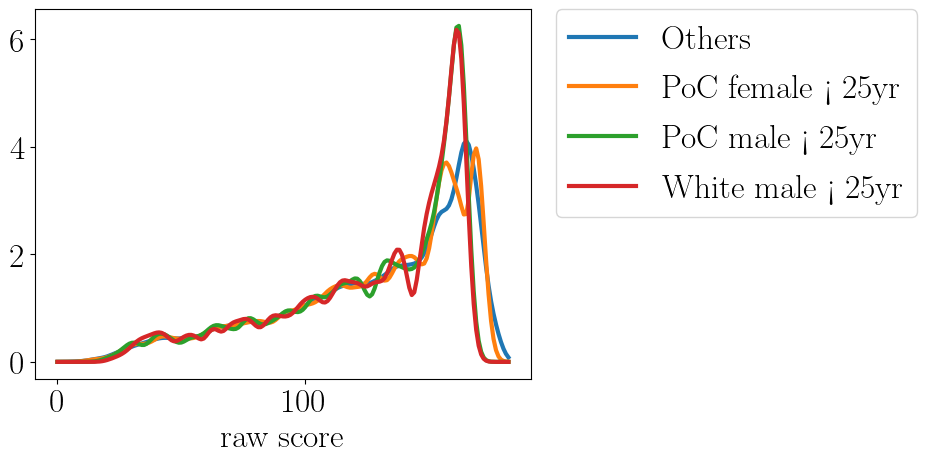 6
4
2
0
0
100
raw score
Others
PoC female < 25yr
PoC male < 25yr
White male < 25yr